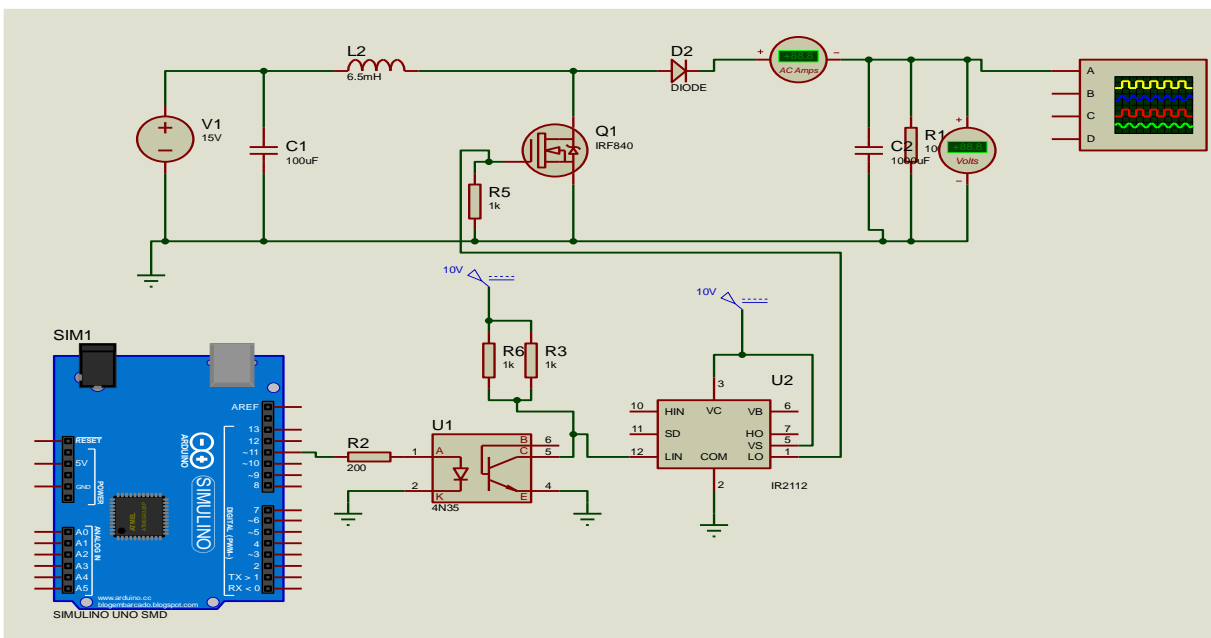 L2
6.5mH
D2
DIODE
+
−
+88.8
AC Amps
A
B
C
D
V1
15V
C1
100uF
Q1
IRF840
C2
1000uF
R1
10
+
+88.8
Volts
−
R5
1k
10V
10V
SIM1
R6
1k
R3
1k
3
U2
10
HIN
VC
VB
6
11
SD
HO
7
VS
5
12
LIN
COM
LO
1
2
IR2112
AREF
13
12
~11
~10
~9
8
RESET
5V
GND
POWER
ARDUINO
SIMULINO
ATMEL
DIGITAL (PWM~)
7
~6
~5
4
~3
2
TX > 1
RX < 0
ANALOG IN
A0
A1
A2
A3
A4
A5
www.arduino.cc
blogembarcado.blogspot.com
SIMULINO UNO SMD
R2
200
U1
1
A
B
6
C
5
2
K
E
4
4N35